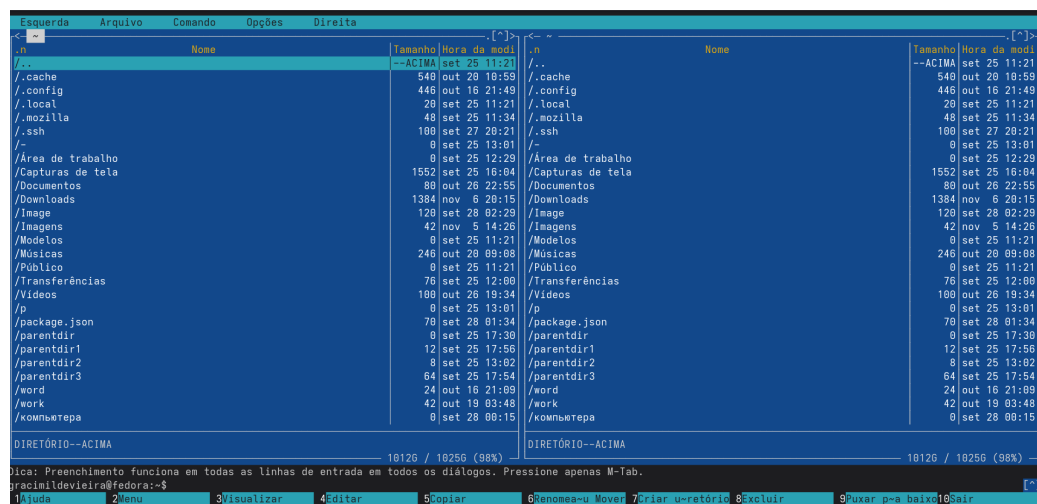 Esquerda Arquivo Comando Opções Direita
<— ~ .[^]>
.n Nome Tamanho Hora da modi
/.. --ACIMA set 25 11:21
/.cache 540 out 20 10:59
/.config 446 out 16 21:49
/.local 20 set 25 11:21
/.mozilla 48 set 25 11:34
/.ssh 100 set 27 20:21
/- 0 set 25 13:01
/Área de trabalho 0 set 25 12:29
/Capturas de tela 1552 set 25 16:04
/Documentos 80 out 26 22:55
/Downloads 1384 nov 6 20:15
/Image 120 set 28 02:29
/Imagens 42 nov 5 14:26
/Modelos 0 set 25 11:21
/Músicas 246 out 20 09:08
/Público 0 set 25 11:21
/Transferências 76 set 25 12:00
/Vídeos 100 out 26 19:34
/p 0 set 25 13:01
/package.json 70 set 28 01:34
/parentdir 0 set 25 17:30
/parentdir1 12 set 25 17:56
/parentdir2 8 set 25 13:02
/parentdir3 64 set 25 17:54
/word 24 out 16 21:09
/work 42 out 19 03:48
/компьютера 0 set 28 00:15
DIRETÓRIO--ACIMA
1012G / 1025G (98%)
<— ~ .[^]>
.n Nome Tamanho Hora da modi
/.. --ACIMA set 25 11:21
/.cache 540 out 20 10:59
/.config 446 out 16 21:49
/.local 20 set 25 11:21
/.mozilla 48 set 25 11:34
/.ssh 100 set 27 20:21
/- 0 set 25 13:01
/Área de trabalho 0 set 25 12:29
/Capturas de tela 1552 set 25 16:04
/Documentos 80 out 26 22:55
/Downloads 1384 nov 6 20:15
/Image 120 set 28 02:29
/Imagens 42 nov 5 14:26
/Modelos 0 set 25 11:21
/Músicas 246 out 20 09:08
/Público 0 set 25 11:21
/Transferências 76 set 25 12:00
/Vídeos 100 out 26 19:34
/p 0 set 25 13:01
/package.json 70 set 28 01:34
/parentdir 0 set 25 17:30
/parentdir1 12 set 25 17:56
/parentdir2 8 set 25 13:02
/parentdir3 64 set 25 17:54
/word 24 out 16 21:09
/work 42 out 19 03:48
/компьютера 0 set 28 00:15
DIRETÓRIO--ACIMA
1012G / 1025G (98%)
Dica: Preenchimento funciona em todas as linhas de entrada em todos os diálogos. Pressione apenas M-Tab.
gracimildevieira@fedora:~$ [^
1Ajuda 2Menu 3Visualizar 4Editar 5Copiar 6Renomea~u Mover 7Criar u~retório 8Excluir 9Puxar p~a baixo 10Sair